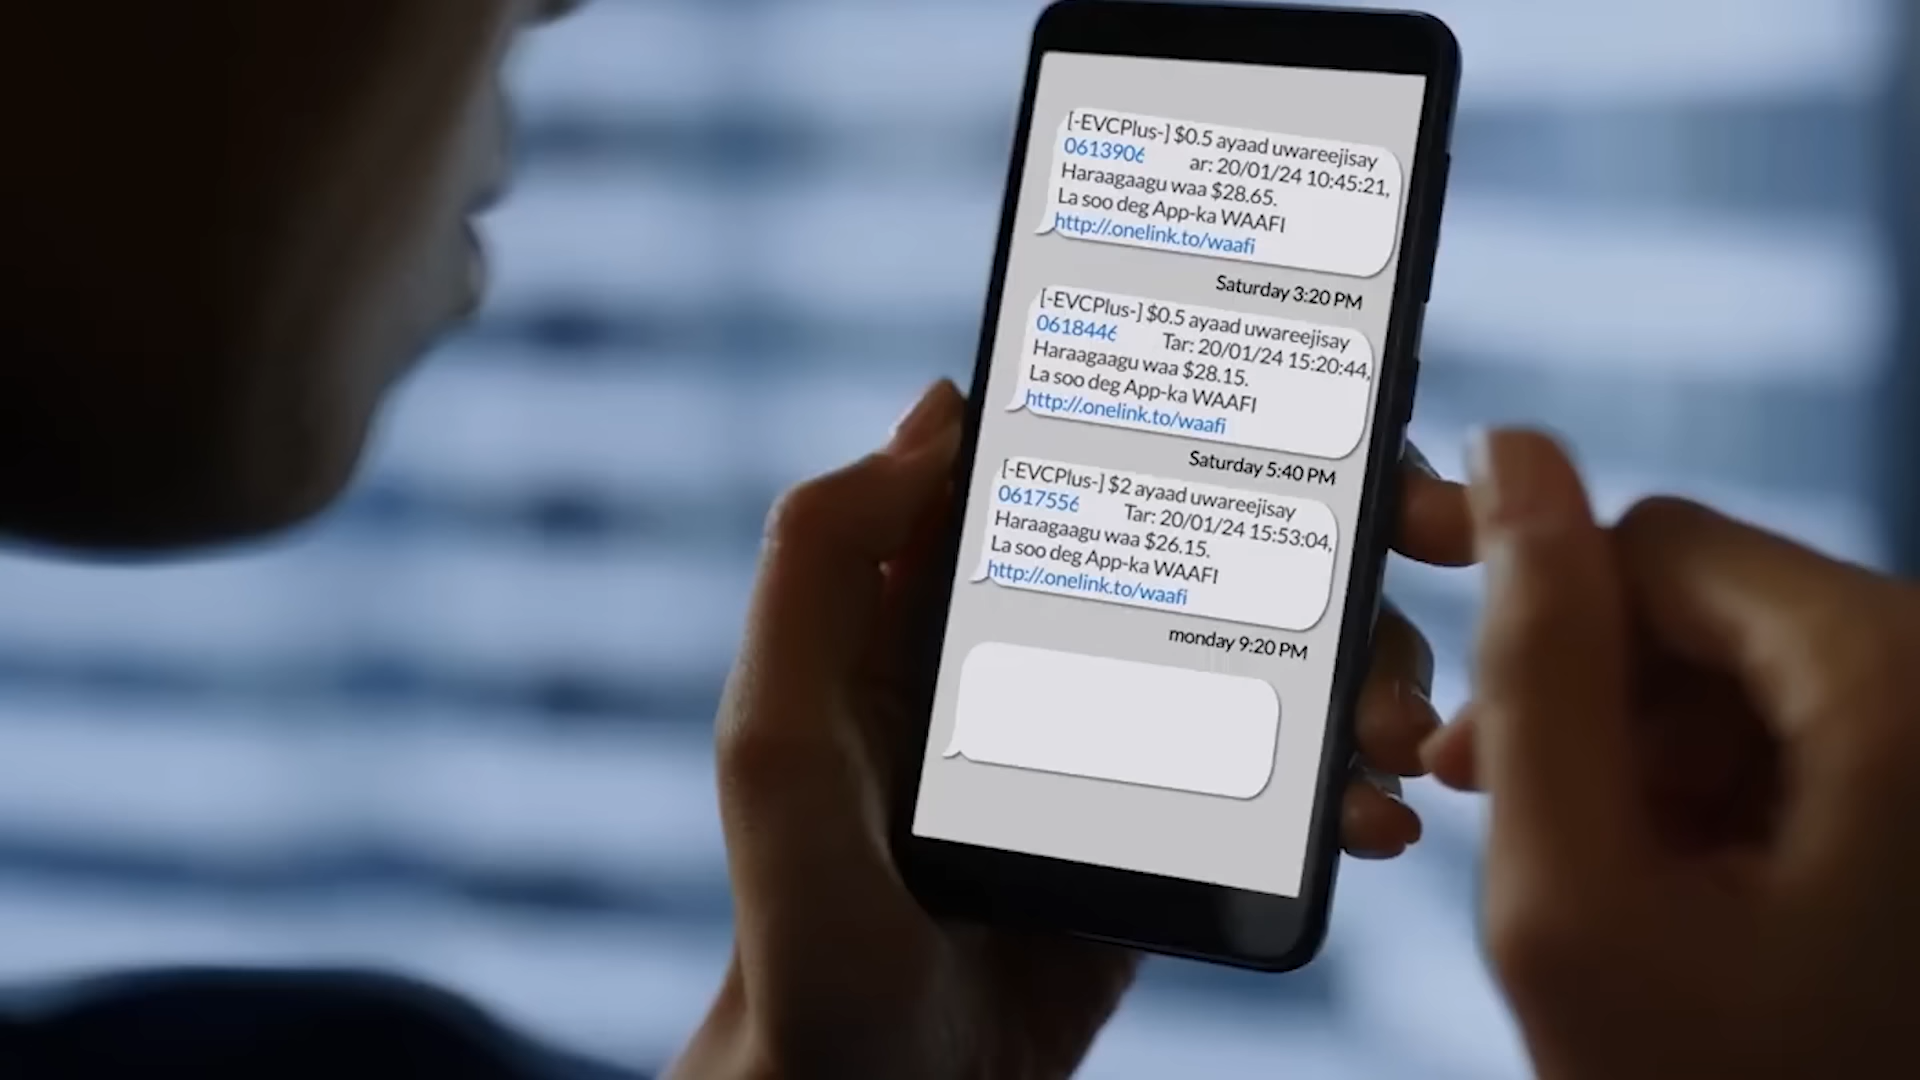 [-EVCPlus-] $0.5 ayaad uwareejisay
061390 ar: 20/01/24 10:45:21,
Haraagaagu waa $28.65.
La soo deg App-ka WAAFI
http://.onelink.to/waafi
Saturday 3:20 PM
[-EVCPlus-] $0.5 ayaad uwareejisay
061844 Tar: 20/01/24 15:20:44,
Haraagaagu waa $28.15.
La soo deg App-ka WAAFI
http://.onelink.to/waafi
Saturday 5:40 PM
[-EVCPlus-] $2 ayaad uwareejisay
061755 Tar: 20/01/24 15:53:04,
Haraagaagu waa $26.15.
La soo deg App-ka WAAFI
http://.onelink.to/waafi
monday 9:20 PM